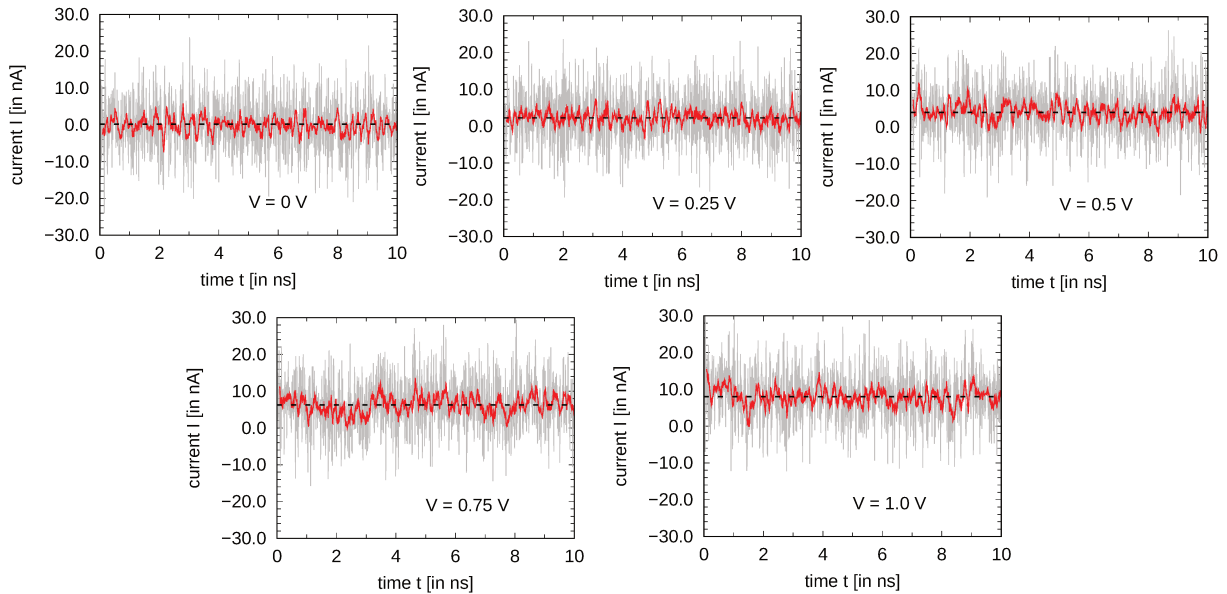 30.0
20.0
10.0
0.0
−10.0
−20.0
−30.0
0 2 4 6 8 10
current I [in nA]
time t [in ns]
V = 0 V
30.0
20.0
10.0
0.0
−10.0
−20.0
−30.0
0 2 4 6 8 10
current I [in nA]
time t [in ns]
V = 0.25 V
30.0
20.0
10.0
0.0
−10.0
−20.0
−30.0
0 2 4 6 8 10
current I [in nA]
time t [in ns]
V = 0.5 V
30.0
20.0
10.0
0.0
−10.0
−20.0
−30.0
0 2 4 6 8 10
current I [in nA]
time t [in ns]
V = 0.75 V
30.0
20.0
10.0
0.0
−10.0
−20.0
−30.0
0 2 4 6 8 10
current I [in nA]
time t [in ns]
V = 1.0 V